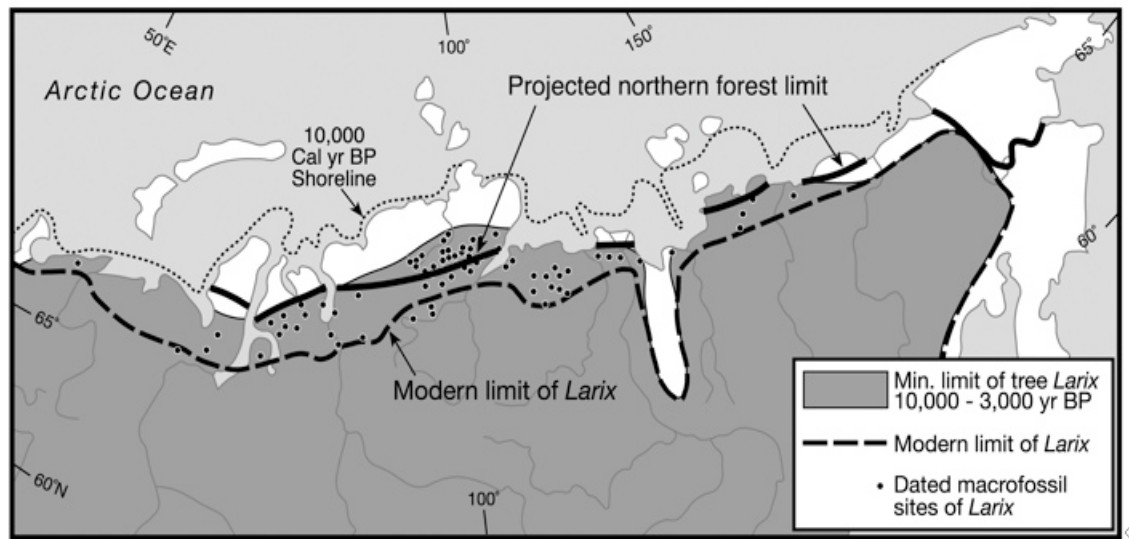 50˚E
100˚
150˚
65˚
Arctic Ocean
Projected northern forest limit
10,000
Cal yr BP
Shoreline
60˚
65˚
Modern limit of Larix
60˚N
100˚
Min. limit of tree Larix
10,000 - 3,000 yr BP
Modern limit of Larix
Dated macrofossil
sites of Larix